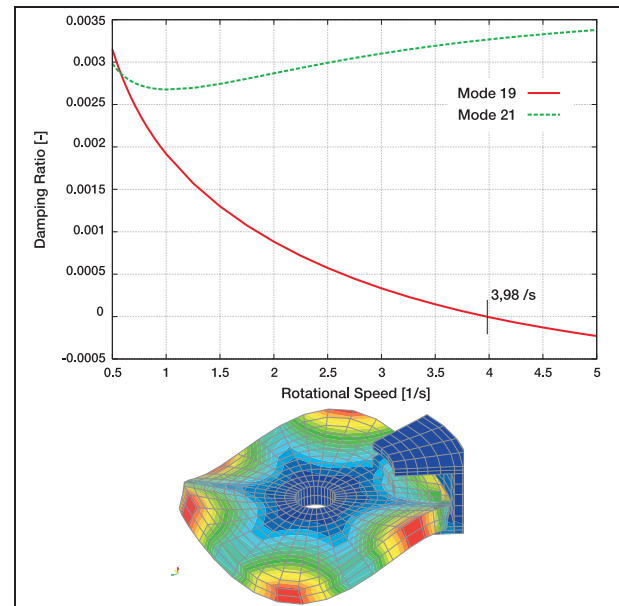 0.0035
0.003
0.0025
0.002
0.0015
0.001
0.0005
0
-0.0005
Damping Ratio [-]
Mode 19
Mode 21
3,98 /s
0.5 1 1.5 2 2.5 3 3.5 4 4.5 5
Rotational Speed [1/s]